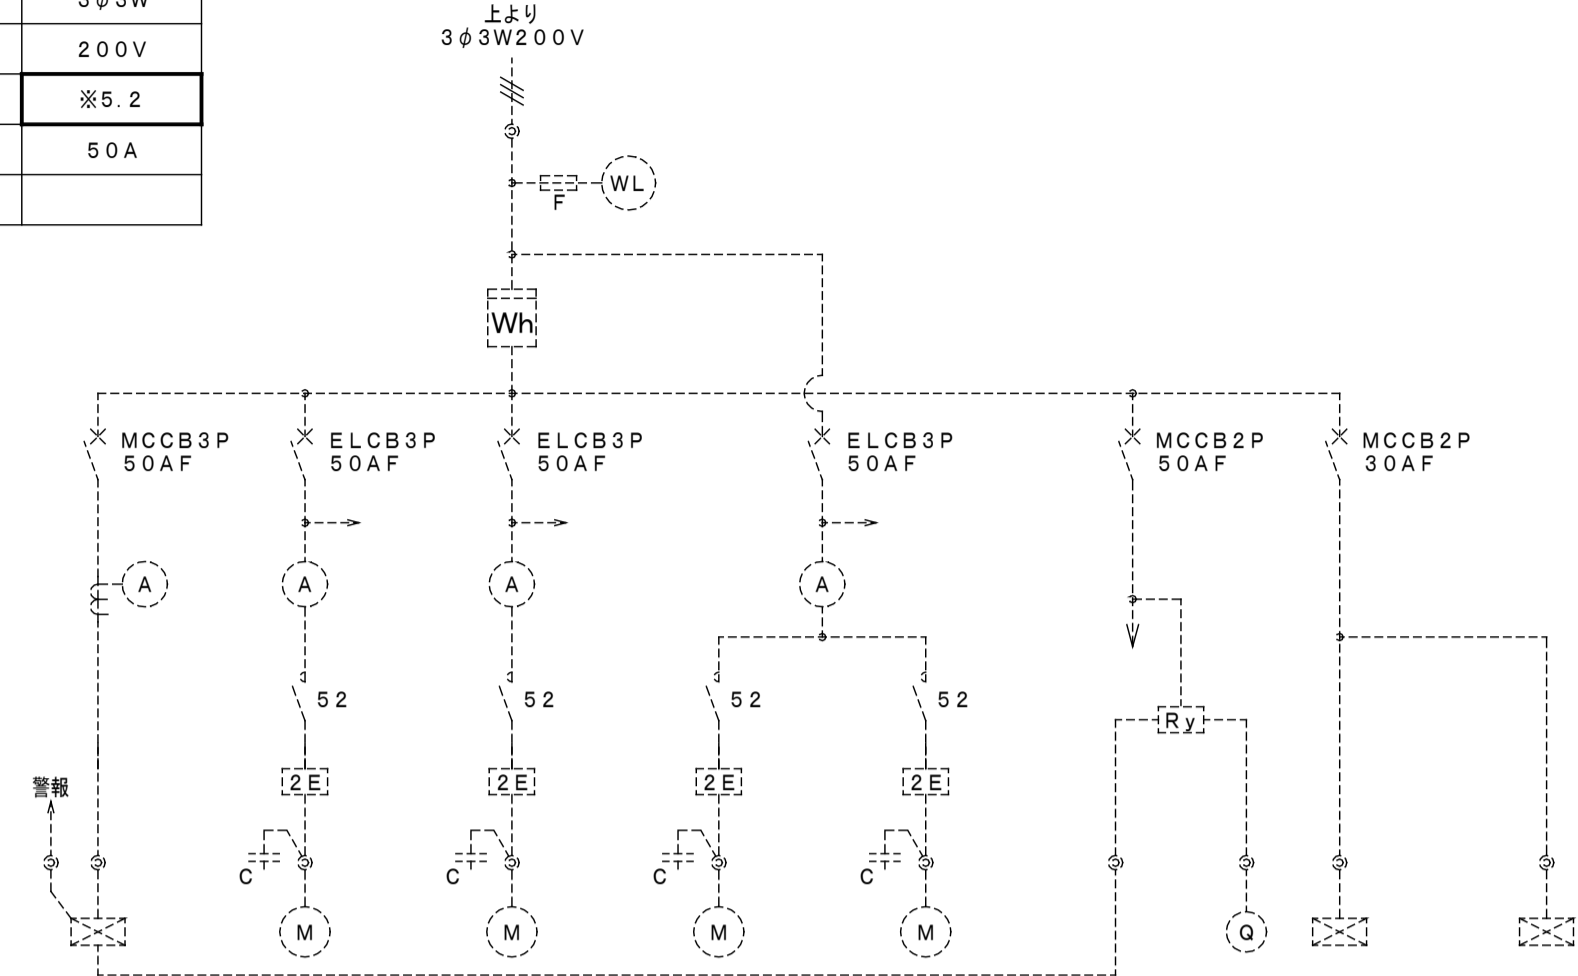 3φ3W
200V
※5.2
50A
上より
3φ3W200V
F
WL
Wh
MCCB3P
50AF
ELCB3P
50AF
ELCB3P
50AF
ELCB3P
50AF
MCCB2P
50AF
MCCB2P
30AF
A
A
A
A
52
52
52
52
Ry
警報
2E
2E
2E
2E
C
C
C
C
M
M
M
M
Q